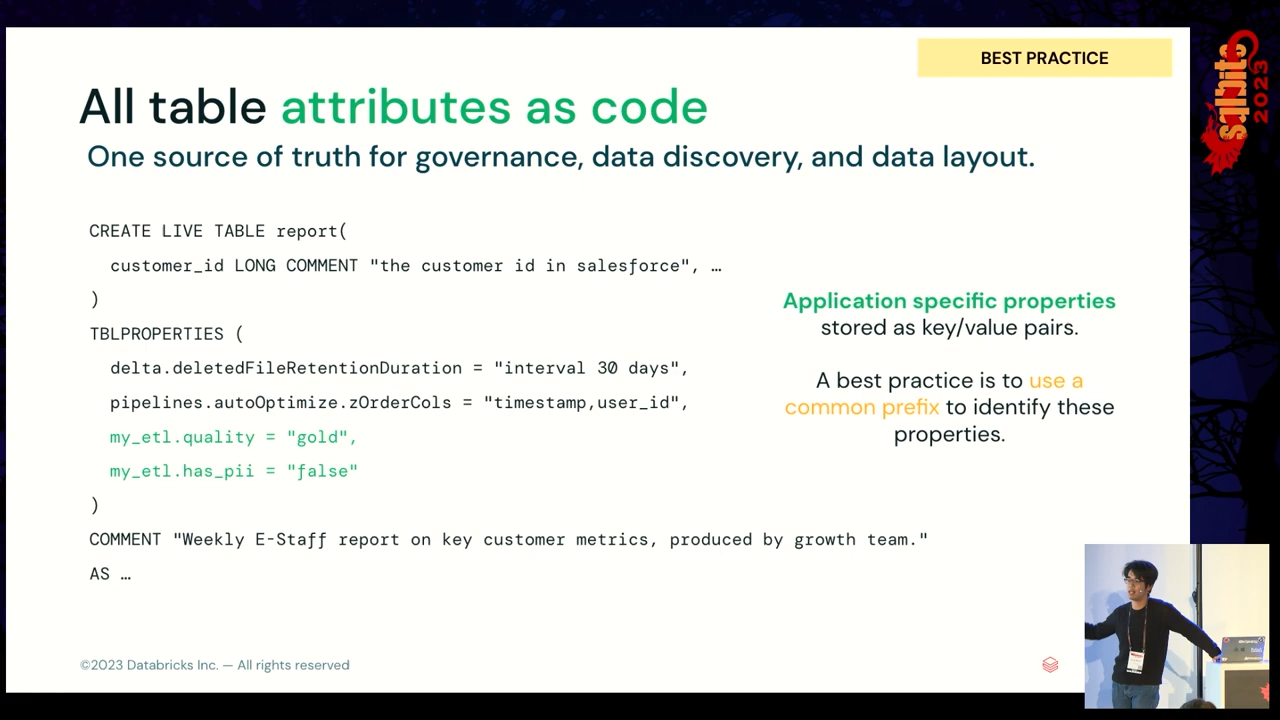 BEST PRACTICE
All table attributes as code
One source of truth for governance, data discovery, and data layout.
CREATE LIVE TABLE report(
customer_id LONG COMMENT "the customer id in salesforce", …
)
TBLPROPERTIES (
delta.deletedFileRetentionDuration = "interval 30 days",
pipelines.autoOptimize.zOrderCols = "timestamp,user_id",
my_etl.quality = "gold",
my_etl.has_pii = "false"
)
COMMENT "Weekly E-Staff report on key customer metrics, produced by growth team."
AS …
Application specific properties
stored as key/value pairs.
A best practice is to use a
common prefix to identify these
properties.
©2023 Databricks Inc. — All rights reserved
sqlbits
2023